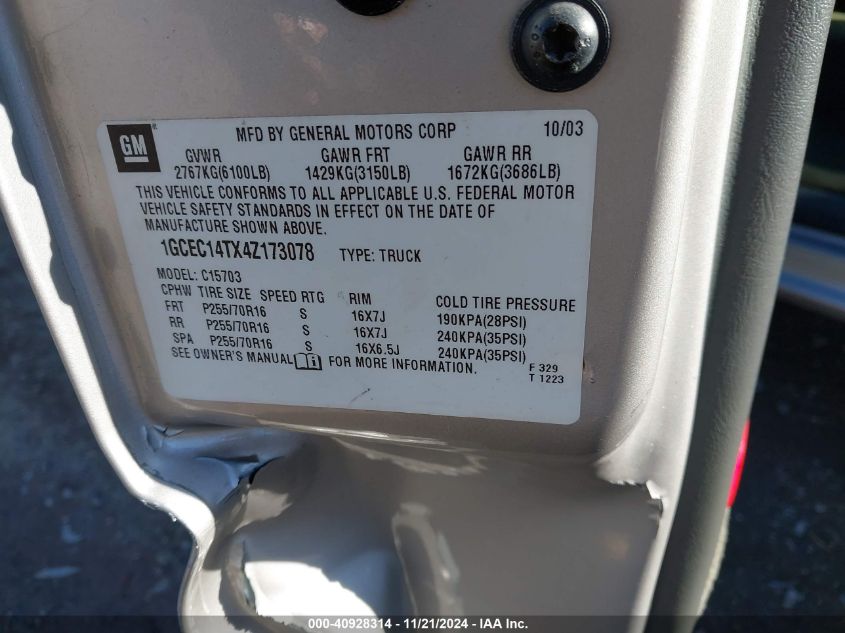 GM
MFD BY GENERAL MOTORS CORP 10/03
GVWR GAWR FRT GAWR RR
2767KG(6100LB) 1429KG(3150LB) 1672KG(3686LB)
THIS VEHICLE CONFORMS TO ALL APPLICABLE U.S. FEDERAL MOTOR
VEHICLE SAFETY STANDARDS IN EFFECT ON THE DATE OF
MANUFACTURE SHOWN ABOVE.
1GCEC14TX4Z173078 TYPE: TRUCK
MODEL: C15703
CPHW TIRE SIZE SPEED RTG RIM COLD TIRE PRESSURE
FRT P255/70R16 S 16X7J 190KPA(28PSI)
RR P255/70R16 S 16X7J 240KPA(35PSI)
SPA P255/70R16 S 16X6.5J 240KPA(35PSI)
SEE OWNER'S MANUAL FOR MORE INFORMATION.
F 329
T 1223
000-40928314 - 11/21/2024 - IAA Inc.